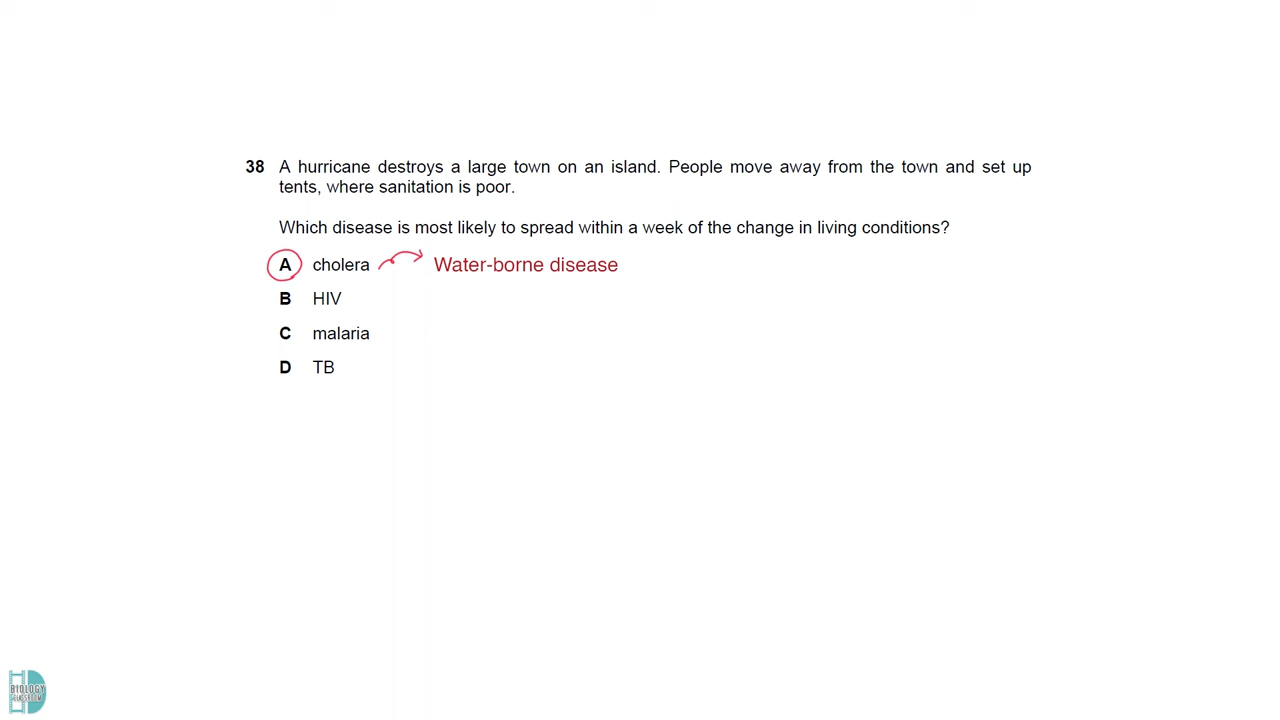 38 A hurricane destroys a large town on an island. People move away from the town and set up
tents, where sanitation is poor.
Which disease is most likely to spread within a week of the change in living conditions?
A cholera Water-borne disease
B HIV
C malaria
D TB
BIOLOGY
CLASSROOM